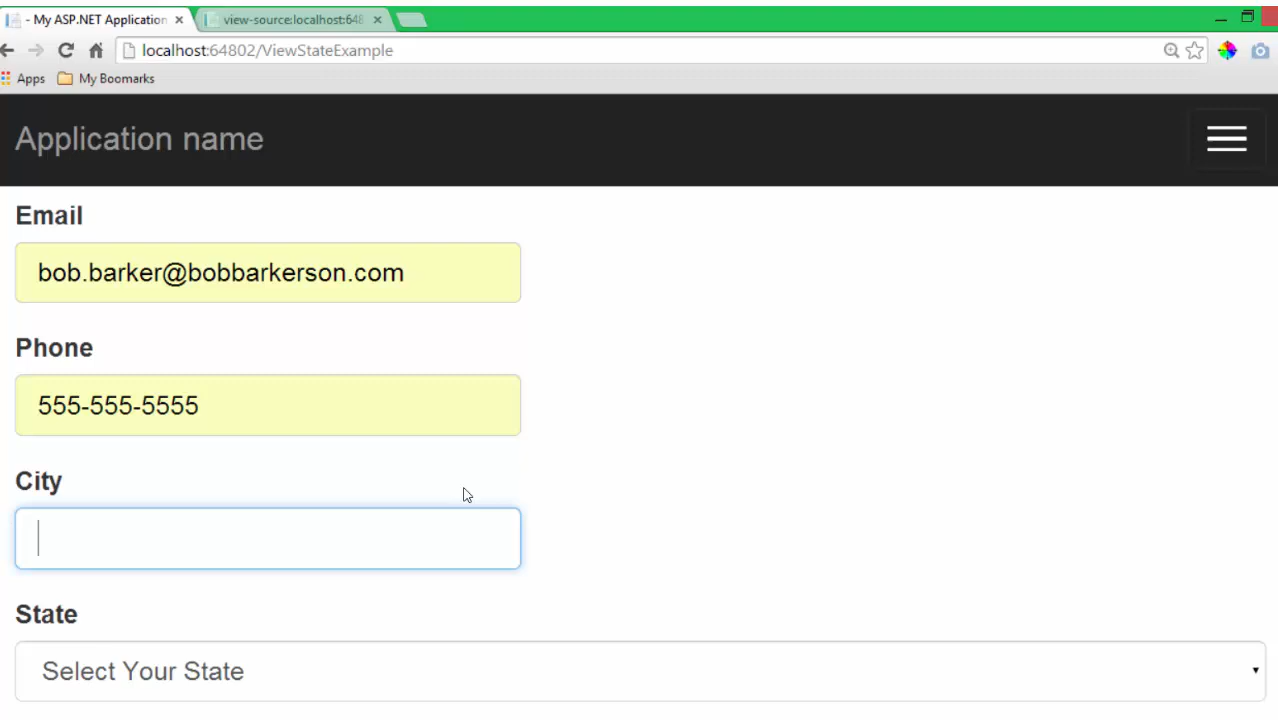 - My ASP.NET Application
view-source:localhost:648
localhost:64802/ViewStateExample
Apps
My Boomarks
Application name
Email
bob.barker@bobbarkerson.com
Phone
555-555-5555
City
State
Select Your State